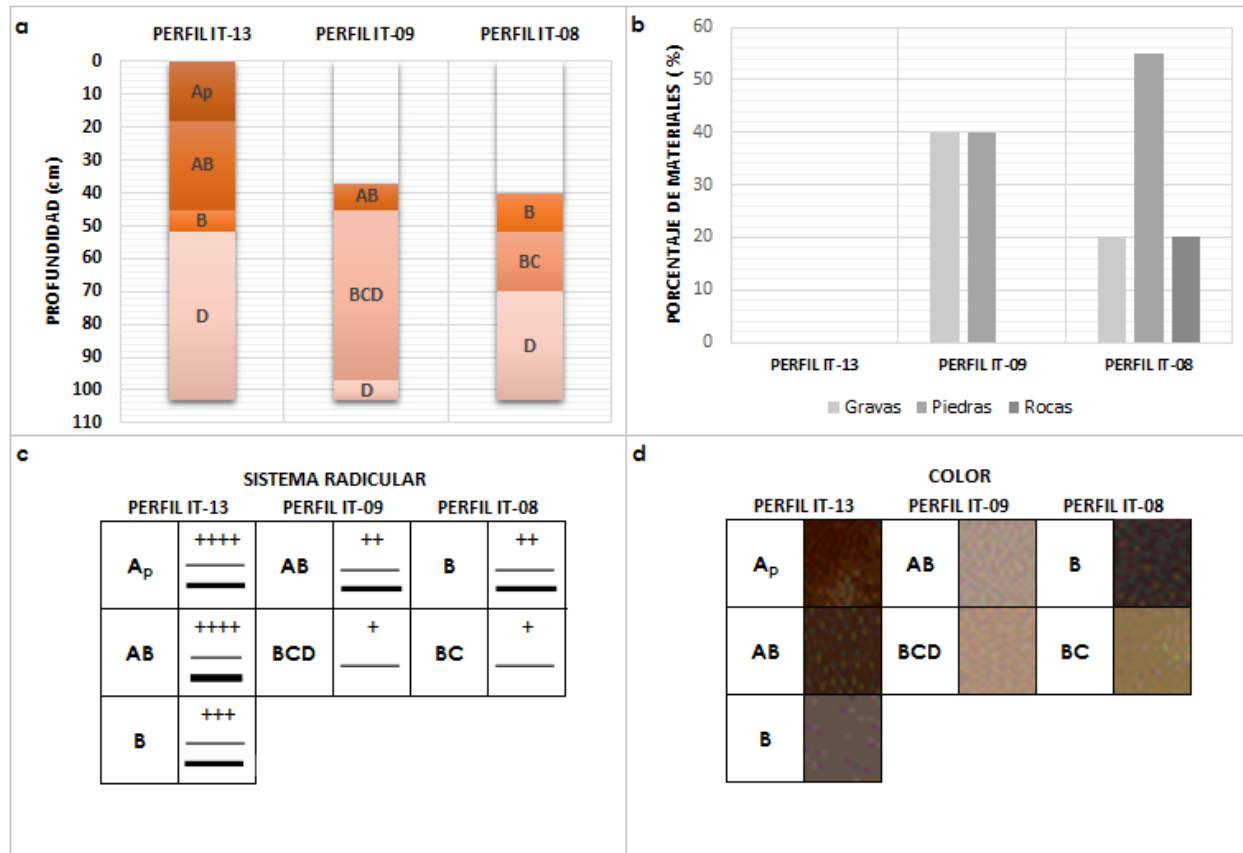 a
PERFIL IT-13 PERFIL IT-09 PERFIL IT-08
PROFUNDIDAD (cm)
0
10
20
30
40
50
60
70
80
90
100
110
Ap
AB
B
D
AB
BCD
D
B
BC
D
b
PORCENTAJE DE MATERIALES ( %)
60
50
40
30
20
10
0
PERFIL IT-13 PERFIL IT-09 PERFIL IT-08
Gravas Piedras Rocas
c
SISTEMA RADICULAR
PERFIL IT-13 PERFIL IT-09 PERFIL IT-08
Ap ++++ AB ++ B ++
AB ++++ BCD + BC +
B +++
d
COLOR
PERFIL IT-13 PERFIL IT-09 PERFIL IT-08
Ap AB B
AB BCD BC
B